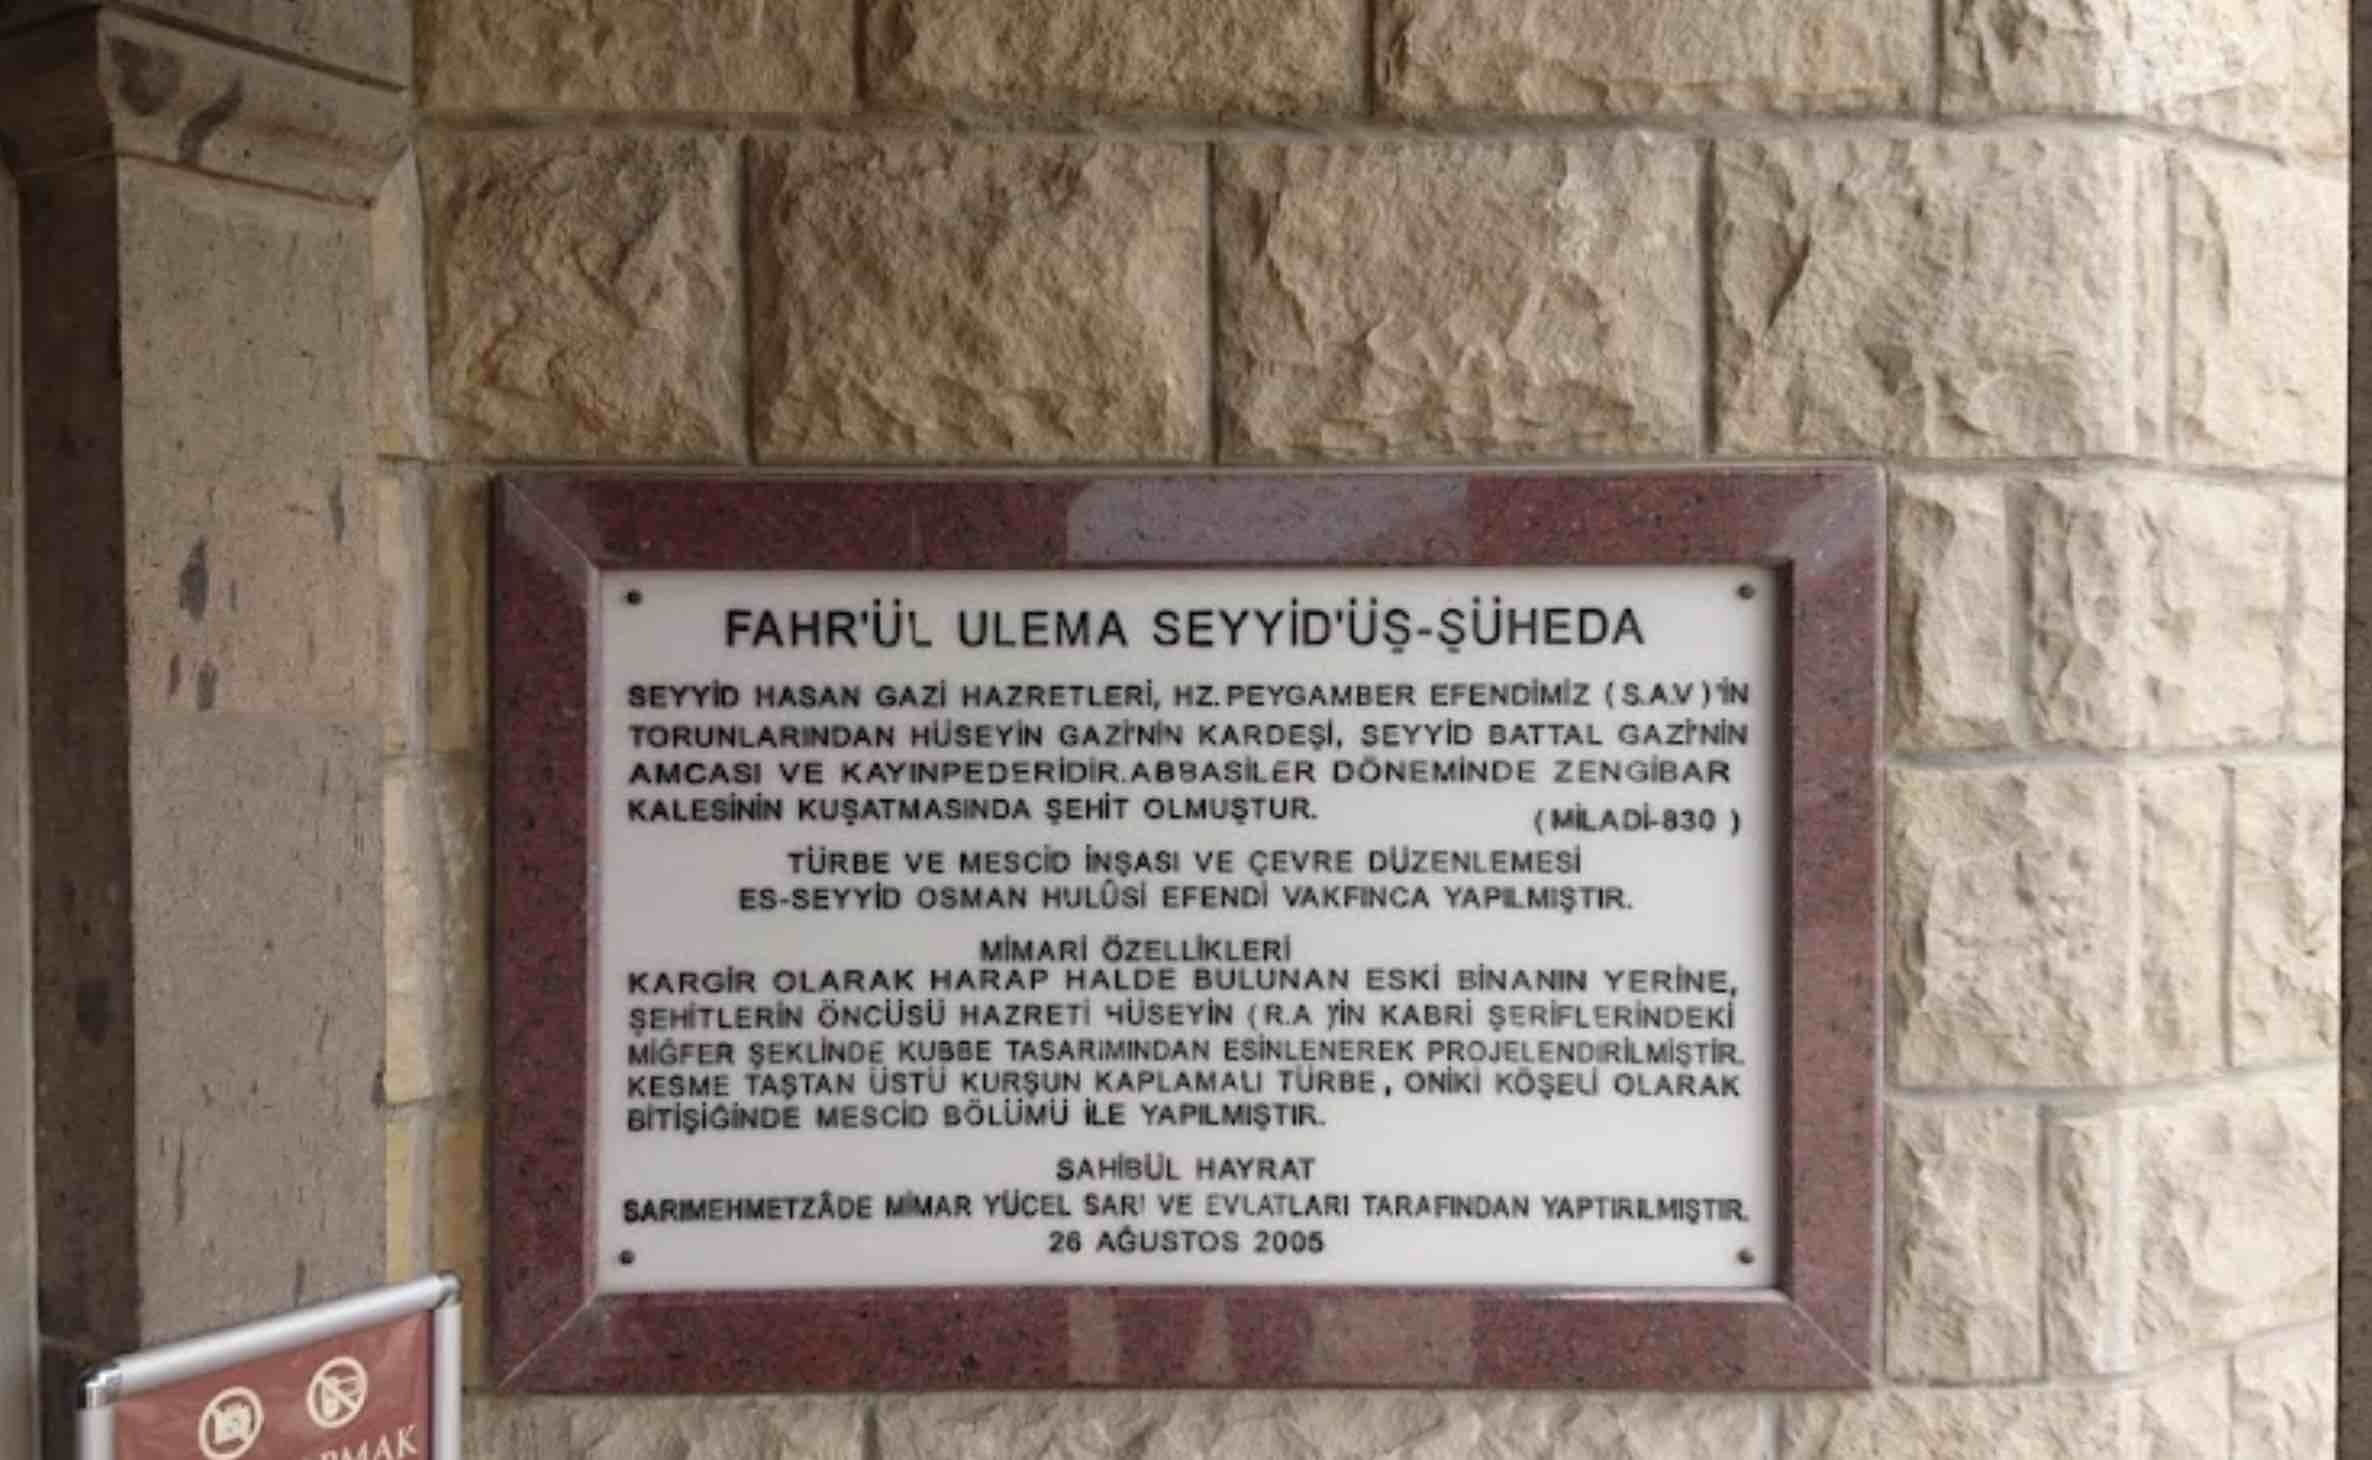 FAHR'ÜL ULEMA SEYYİD'ÜŞ-ŞÜHEDA
SEYYİD HASAN GAZİ HAZRETLERİ, HZ.PEYGAMBER EFENDİMİZ (S.A.V)'İN
TORUNLARINDAN HÜSEYİN GAZİ'NİN KARDEŞİ, SEYYİD BATTAL GAZİ'NİN
AMCASI VE KAYINPEDERİDİR.ABBASİLER DÖNEMİNDE ZENGİBAR
KALESİNİN KUŞATMASINDA ŞEHİT OLMUŞTUR.
(MİLADİ-830 )
TÜRBE VE MESCİD İNŞASI VE ÇEVRE DÜZENLEMESİ
ES-SEYYİD OSMAN HULÛSİ EFENDİ VAKFINCA YAPILMIŞTIR.
MİMARİ ÖZELLİKLERİ
KARGİR OLARAK HARAP HALDE BULUNAN ESKİ BİNANIN YERİNE,
ŞEHİTLERİN ÖNCÜSÜ HAZRETİ HÜSEYİN (R.A )'İN KABRİ ŞERİFLERİNDEKİ
MİĞFER ŞEKLİNDE KUBBE TASARIMINDAN ESİNLENEREK PROJELENDİRİLMİŞTİR.
KESME TAŞTAN ÜSTÜ KURŞUN KAPLAMALI TÜRBE, ONİKİ KÖŞELİ OLARAK
BİTİŞİĞİNDE MESCİD BÖLÜMÜ İLE YAPILMIŞTIR.
SAHİBÜL HAYRAT
SARIMEHMETZÂDE MİMAR YÜCEL SARI VE EVLATLARI TARAFINDAN YAPTIRILMIŞTIR.
26 AĞUSTOS 2005